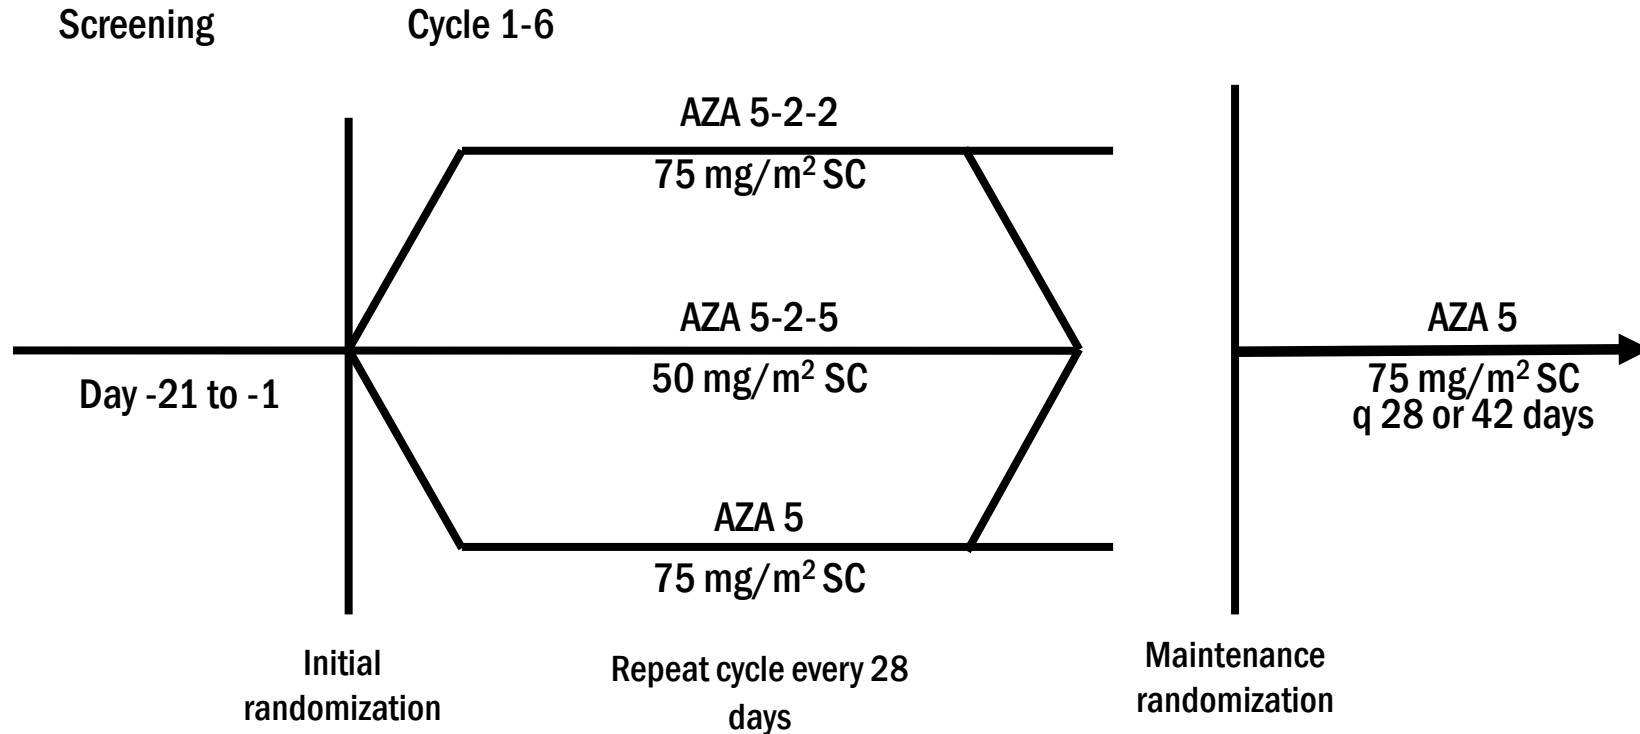 Screening
Cycle 1-6
AZA 5-2-2
75 mg/m² SC
AZA 5-2-5
50 mg/m² SC
AZA 5
75 mg/m² SC
q 28 or 42 days
Day -21 to -1
AZA 5
75 mg/m² SC
Initial
randomization
Repeat cycle every 28
days
Maintenance
randomization